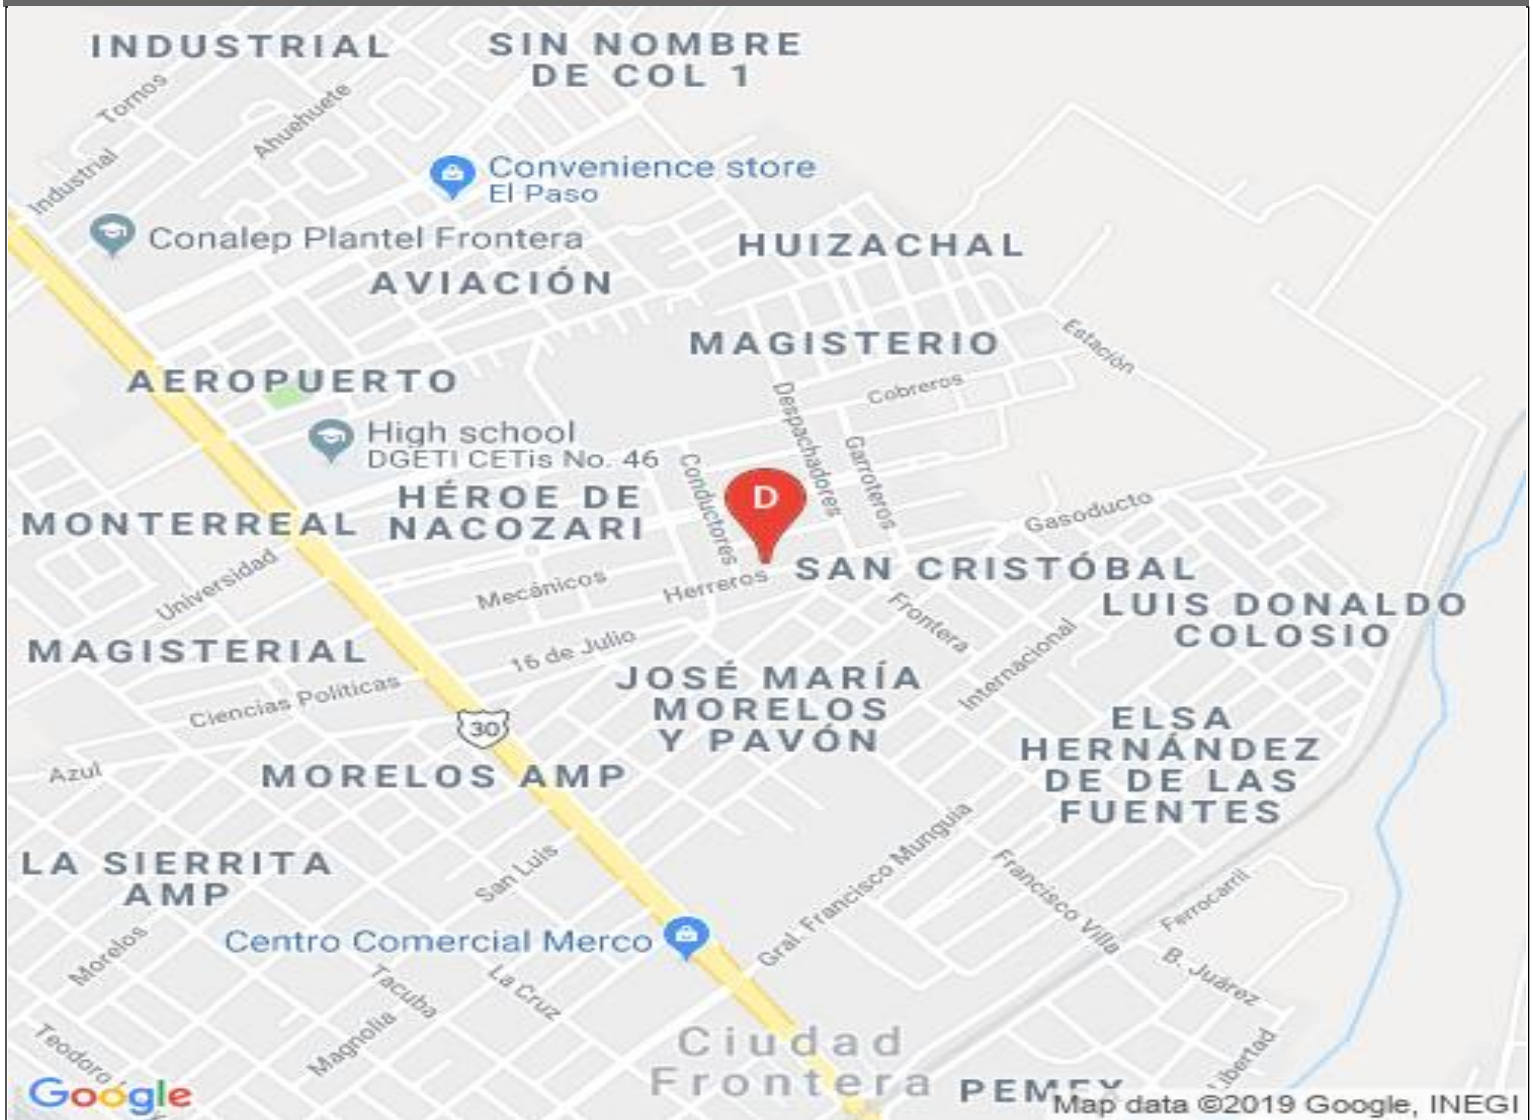 INDUSTRIAL
SIN NOMBRE
DE COL 1
Tornos
Ahuehuete
Industrial
Convenience store
El Paso
Conalep Plantel Frontera
HUIZACHAL
AVIACIÓN
MAGISTERIO
Estación
AEROPUERTO
Cobreros
Despachadores
High school
DGETI CETis No. 46
Garroteros
Conductores
D
HÉROE DE
NACOZARI
MONTERREAL
Gasoducto
SAN CRISTÓBAL
Universidad
Mecánicos
Herreros
Frontera
LUIS DONALDO
COLOSIO
MAGISTERIAL
16 de Julio
Internacional
JOSÉ MARÍA
MORELOS
Y PAVÓN
Ciencias Políticas
30
ELSA
HERNÁNDEZ
DE DE LAS
FUENTES
Azul
MORELOS AMP
LA SIERRITA
AMP
San Luis
Gral. Francisco Munguia
Francisco Villa
Ferrocarril
Centro Comercial Merco
Morelos
Tacuba
La Cruz
B. Juárez
Magnolia
Teodoro
Libertad
Ciudad
Frontera
PEMEX
Google
Map data ©2019 Google, INEGI